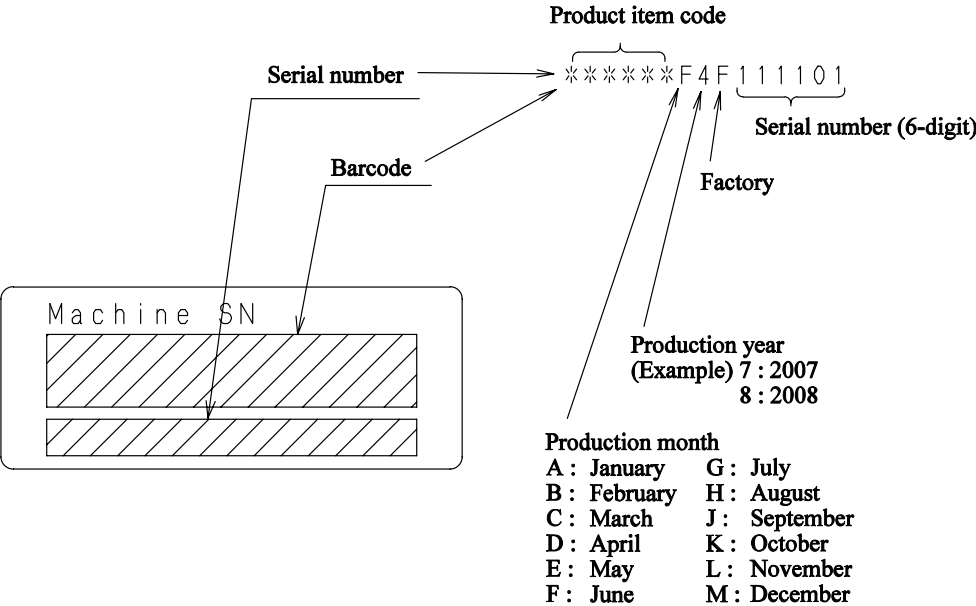 Product item code
Serial number
******F4F111101
Serial number (6-digit)
Barcode
Factory
Machine SN
Production year
(Example) 7 : 2007
8 : 2008
Production month
A : January G : July
B : February H : August
C : March J : September
D : April K : October
E : May L : November
F : June M : December